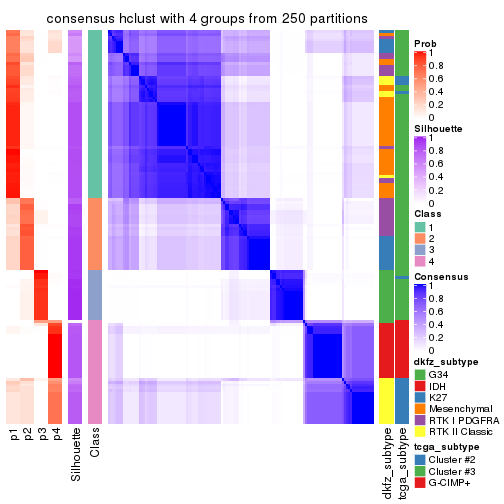 consensus hclust with 4 groups from 250 partitions
Prob
1
0.8
0.6
0.4
0.2
0
Silhouette
1
0.8
0.6
0.4
0.2
0
Class
1
2
3
4
Consensus
1
0.8
0.6
0.4
0.2
0
dkfz_subtype
G34
IDH
K27
Mesenchymal
RTK I PDGFRA
RTK II Classic
tcga_subtype
Cluster #2
Cluster #3
G-CIMP+
p1
p2
p3
p4
Silhouette
Class
dkfz_subtype
tcga_subtype